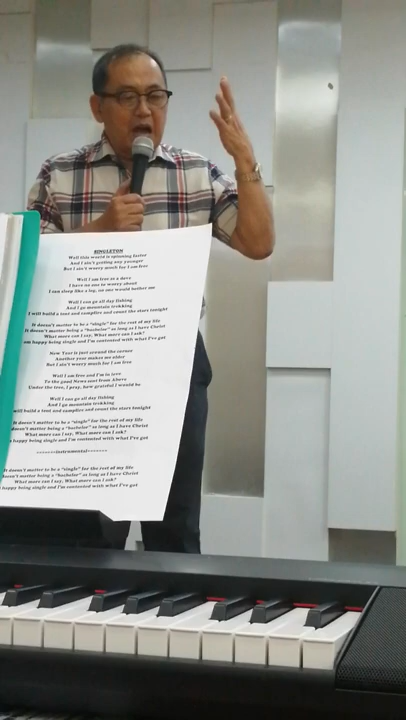 SINGLETON
Well this world is spinning faster
And I ain't getting any younger
But I ain't worry much for I am free
Well I am free as a dove
I have no one to worry about
I can sleep like a log, no one would bother me
Well I can go all day fishing
And I go mountain trekking
I will build a tent and campfire and count the stars tonight
It doesn't matter to be a "single" for the rest of my life
It doesn't matter being a "bachelor" as long as I have Christ
What more can I say, What more can I ask?
am happy being single and I'm contented with what I've got
New Year is just around the corner
Another year makes me older
But I ain't worry much for I am free
Well I am free and I'm in love
To the good News sent from Above
Under the tree, I pray, how grateful I would be
Well I can go all day fishing
And I go mountain trekking
will build a tent and campfire and count the stars tonight
It doesn't matter to be a "single" for the rest of my life
doesn't matter being a "bachelor" as long as I have Christ
What more can I say, What more can I ask?
happy being single and I'm contented with what I've got
-------instrumental-------
It doesn't matter to be a "single" for the rest of my life
doesn't matter being a "bachelor" as long as I have Christ
What more can I say, What more can I ask?
happy being single and I'm contented with what I've got